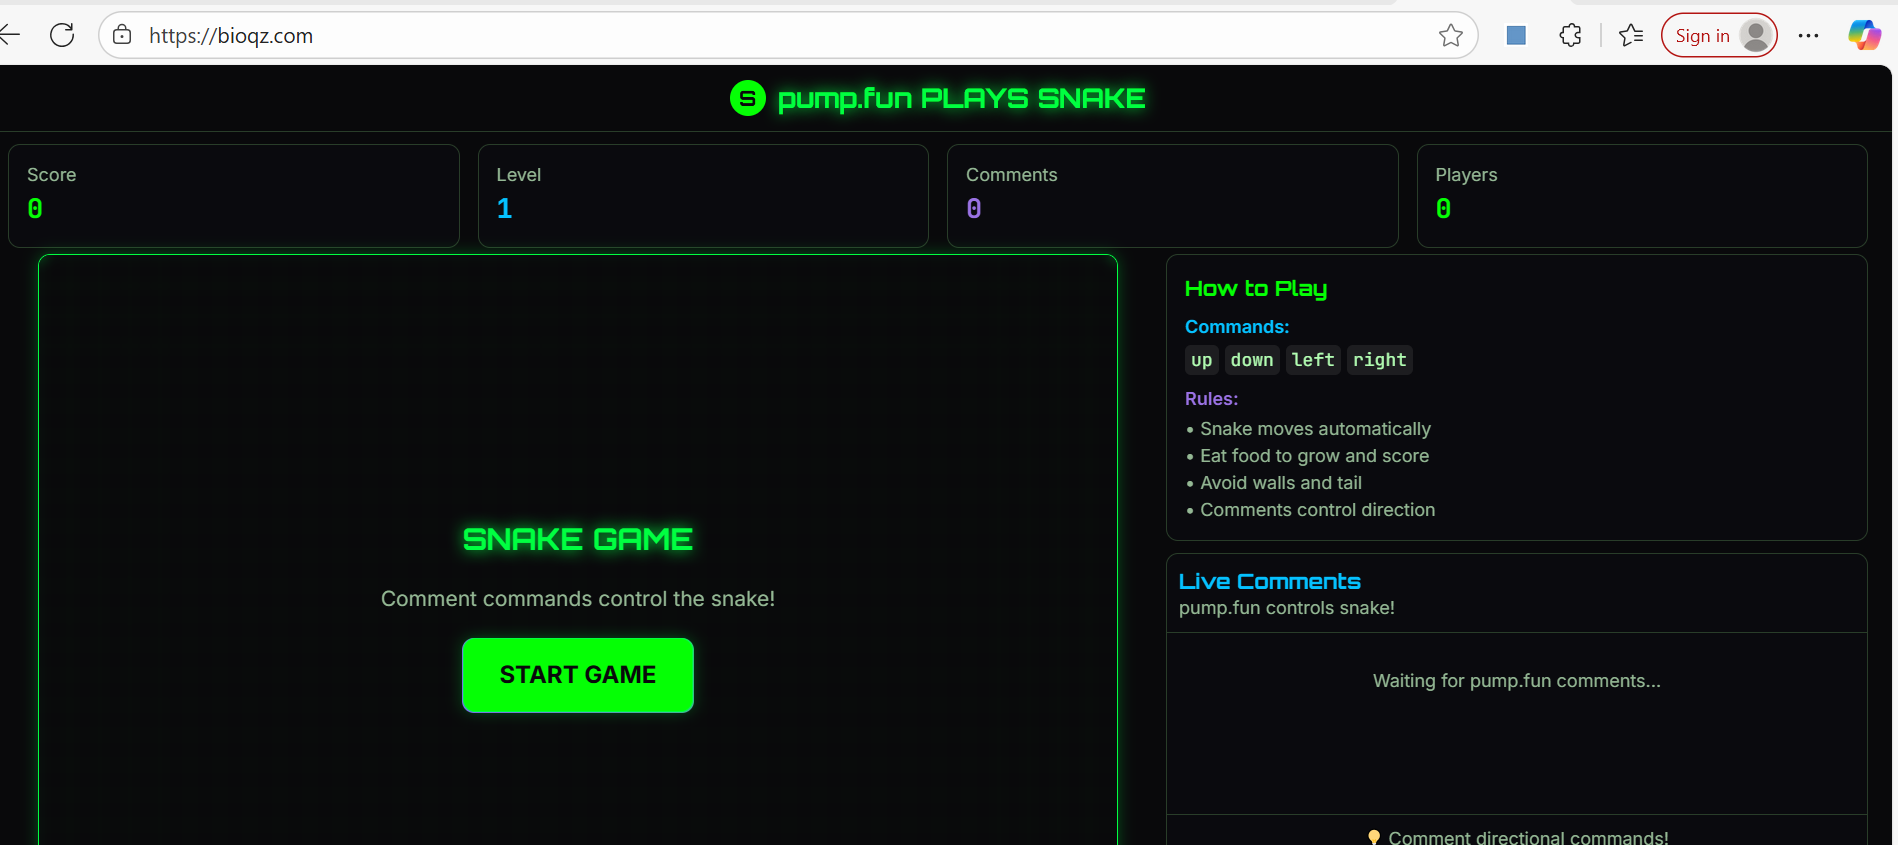 https://bioqz.com
Sign in
S pump.fun PLAYS SNAKE
Score
0
Level
1
Comments
0
Players
0
SNAKE GAME
Comment commands control the snake!
START GAME
How to Play
Commands:
up down left right
Rules:
• Snake moves automatically
• Eat food to grow and score
• Avoid walls and tail
• Comments control direction
Live Comments
pump.fun controls snake!
Waiting for pump.fun comments...
💡 Comment directional commands!